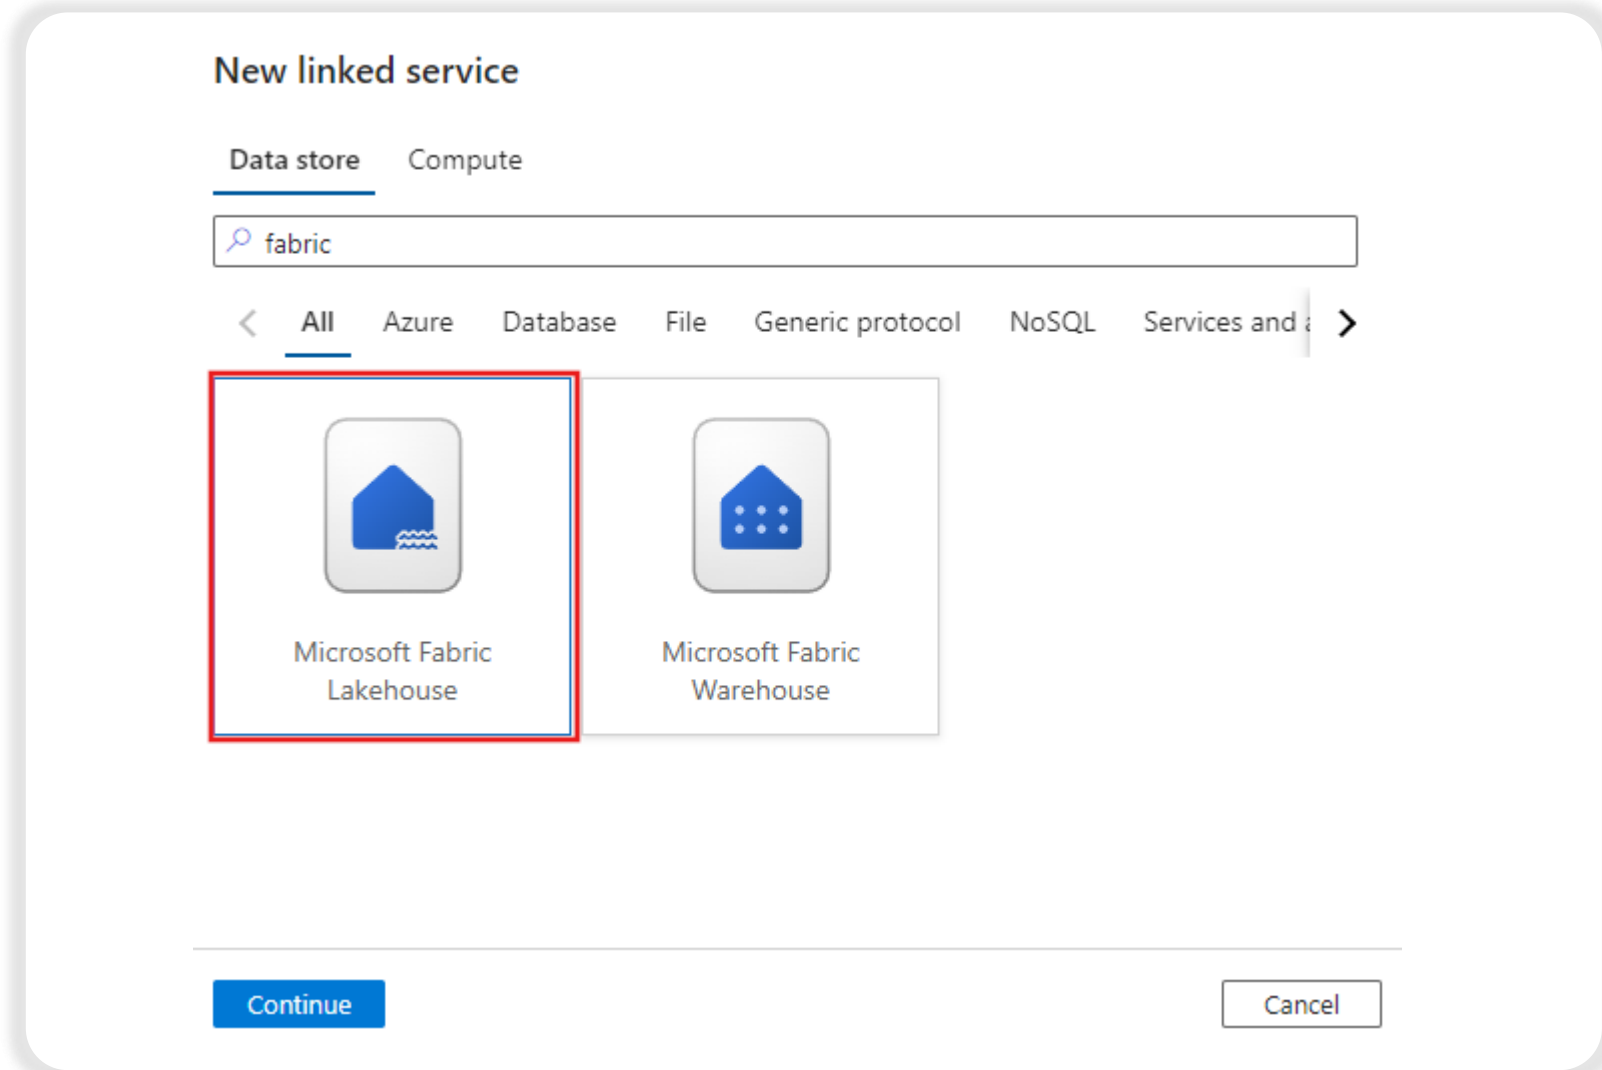 New linked service
Data store Compute
fabric
All Azure Database File Generic protocol NoSQL Services and
Microsoft Fabric
Lakehouse
Microsoft Fabric
Warehouse
Continue Cancel